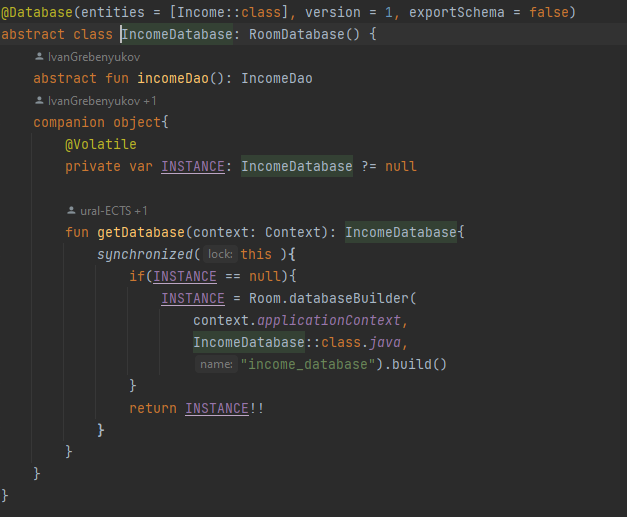 @Database(entities = [Income::class], version = 1, exportSchema = false)
abstract class IncomeDatabase: RoomDatabase() {
IvanGrebenyukov
abstract fun incomeDao(): IncomeDao
IvanGrebenyukov +1
companion object{
@Volatile
private var INSTANCE: IncomeDatabase ?= null
ural-ECTS +1
fun getDatabase(context: Context): IncomeDatabase{
synchronized( lock: this ){
if(INSTANCE == null){
INSTANCE = Room.databaseBuilder(
context.applicationContext,
IncomeDatabase::class.java,
name: "income_database").build()
}
return INSTANCE!!
}
}
}
}